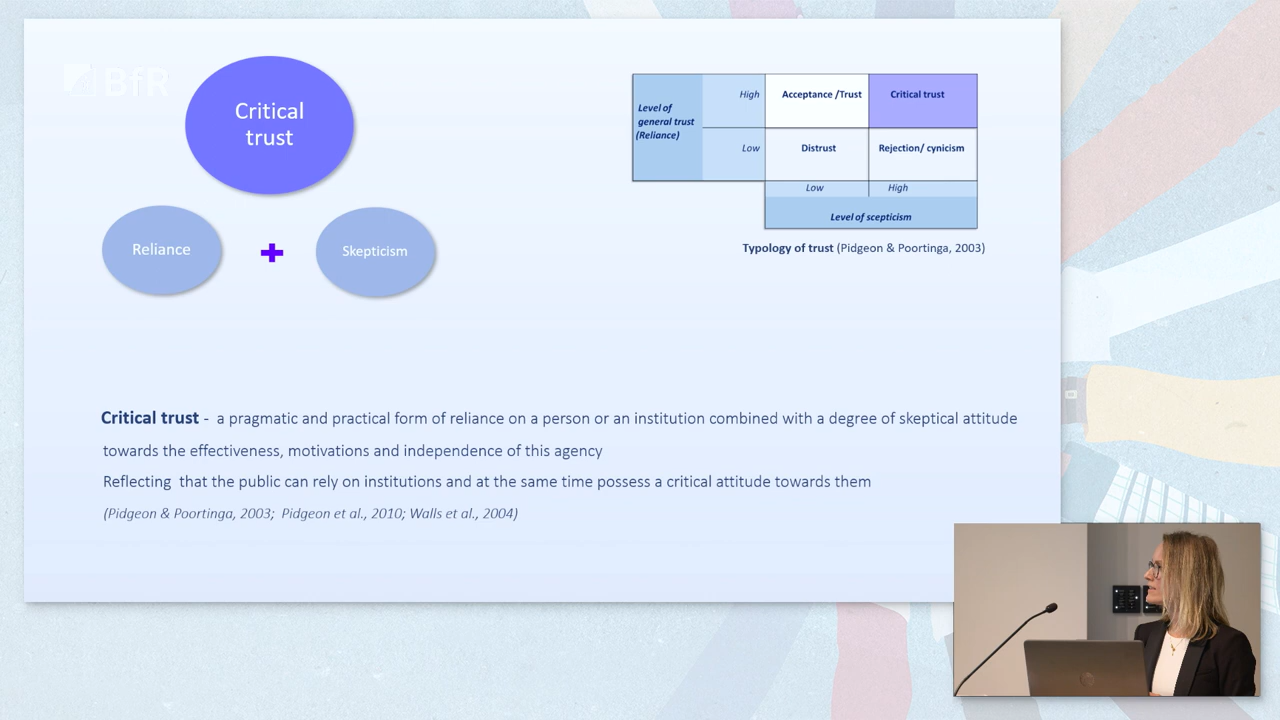 BfR
Critical
trust
Reliance
Skepticism
Level of
general trust
(Reliance)
High
Acceptance /Trust
Critical trust
Low
Distrust
Rejection/ cynicism
Low
High
Level of scepticism
Typology of trust (Pidgeon & Poortinga, 2003)
Critical trust - a pragmatic and practical form of reliance on a person or an institution combined with a degree of skeptical attitude
towards the effectiveness, motivations and independence of this agency
Reflecting that the public can rely on institutions and at the same time possess a critical attitude towards them
(Pidgeon & Poortinga, 2003; Pidgeon et al., 2010; Walls et al., 2004)